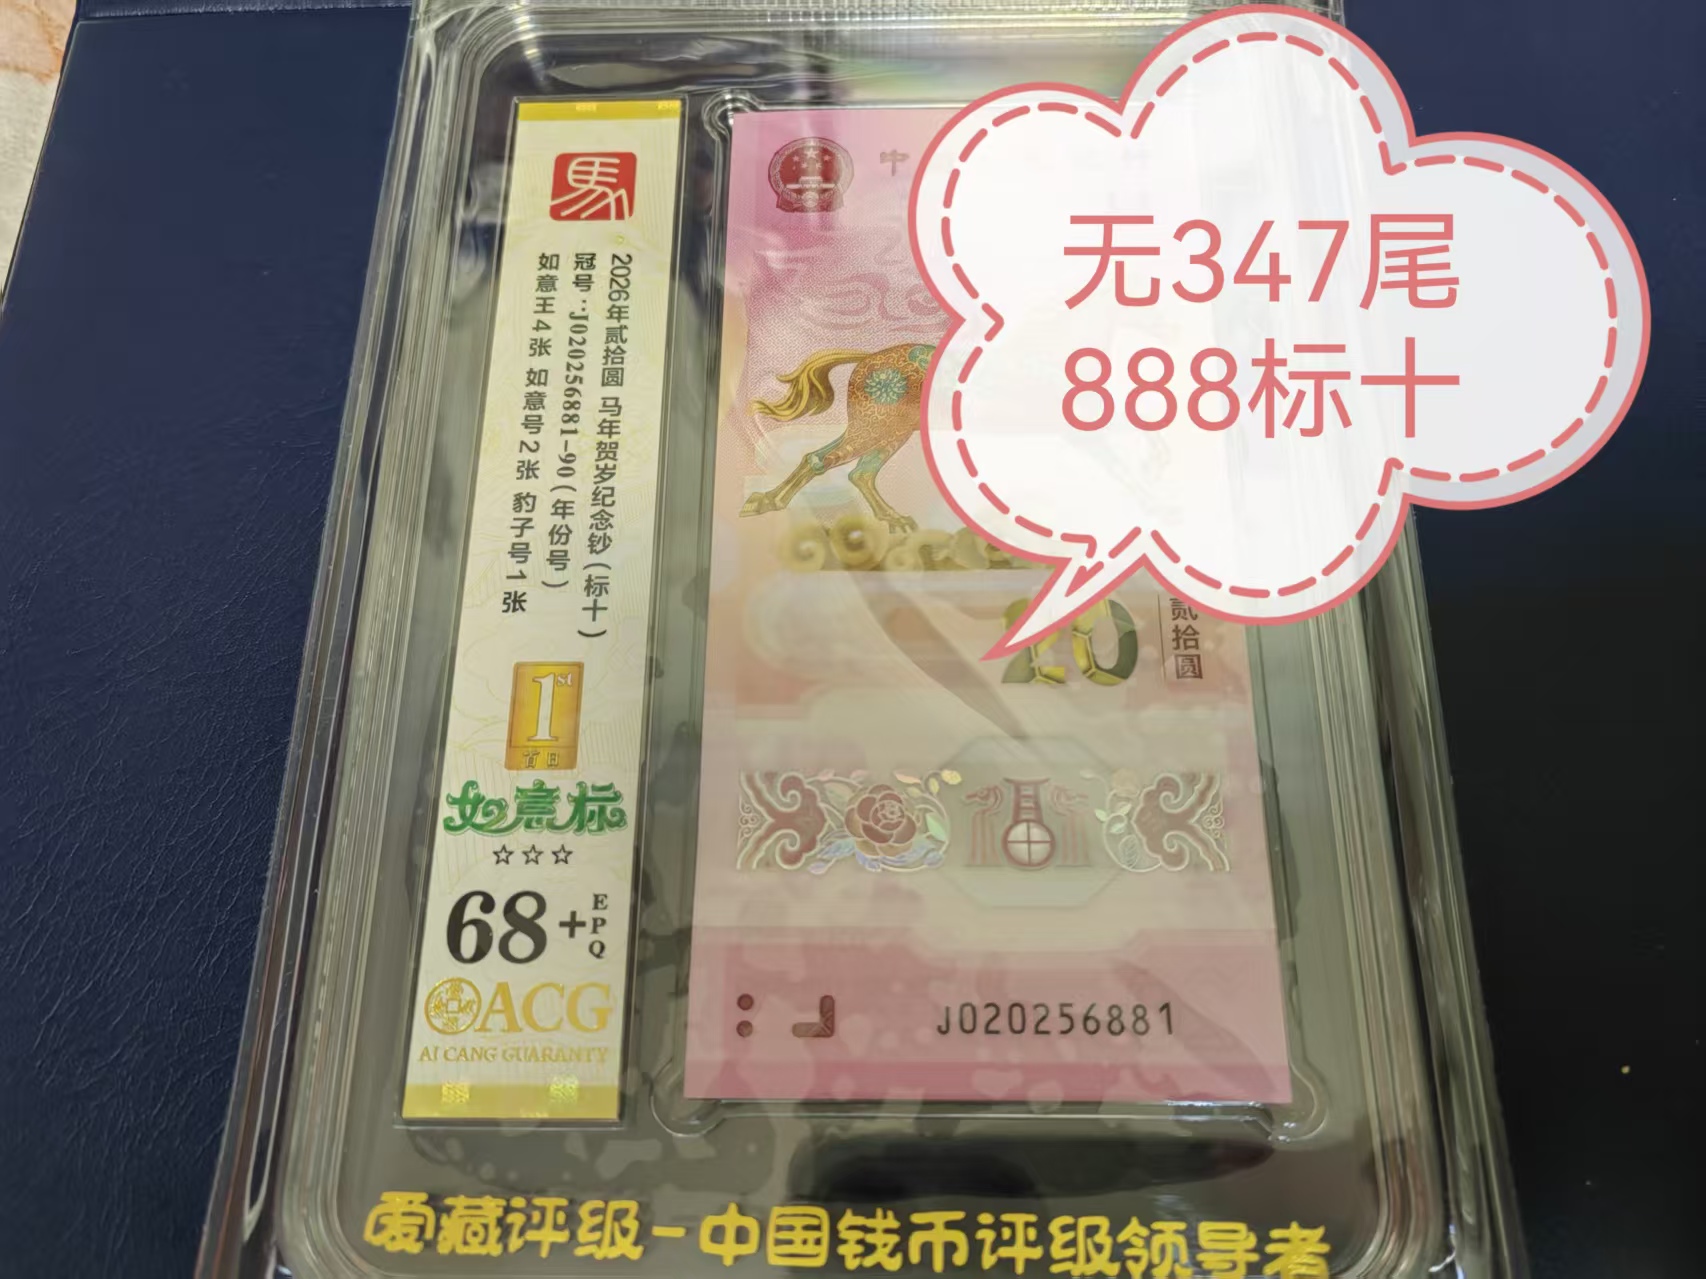 馬
2026年贰拾圆 马年贺岁纪念钞(标十)
冠号:J020256881-90(年份号)
如意王4张 如意号2张 豹子号1张
1st
首日
如意标
☆☆☆
68+EPQ
ACG
AI CANG GUARANTY
中
无347尾
888标十
20
贰拾圆
J020256881
爱藏评级-中国钱币评级领导者